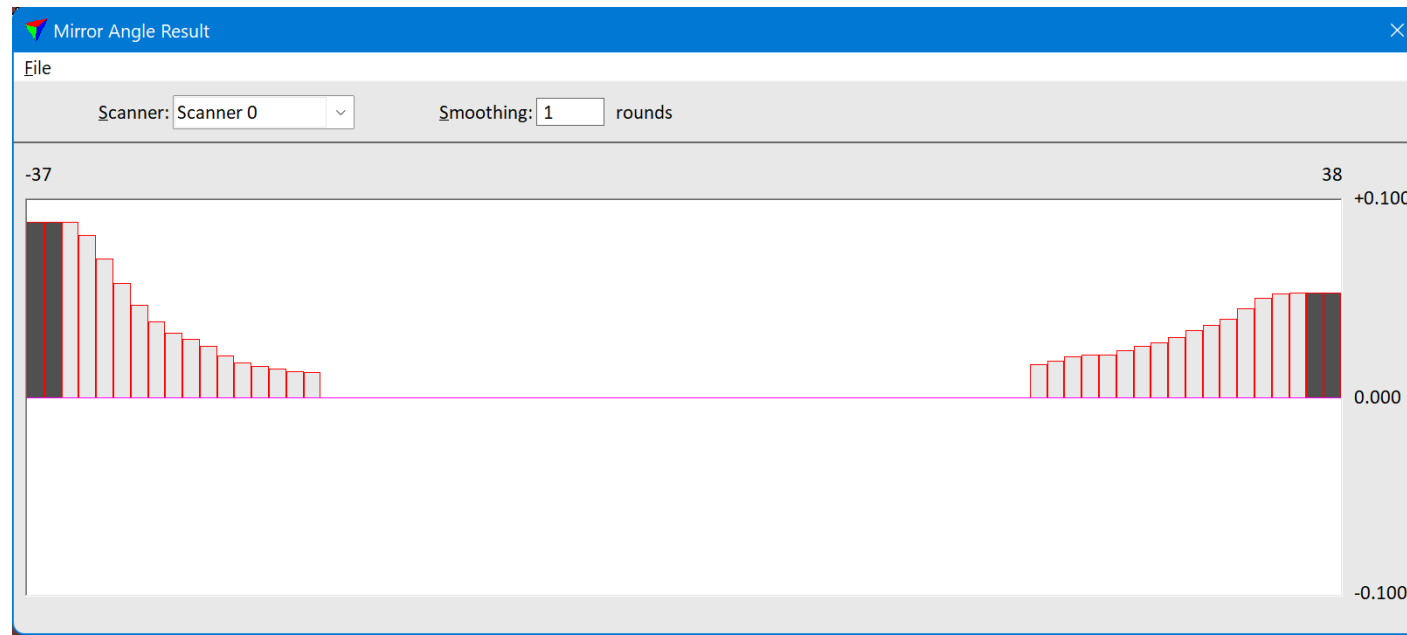 Mirror Angle Result
File
Scanner: Scanner 0 Smoothing: 1 rounds
-37 38
+0.100
0.000
-0.100